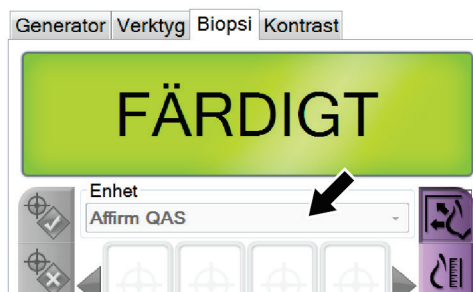 Generator Verktyg Biopsi Kontrast
FÄRDIGT
Enhet
Affirm QAS